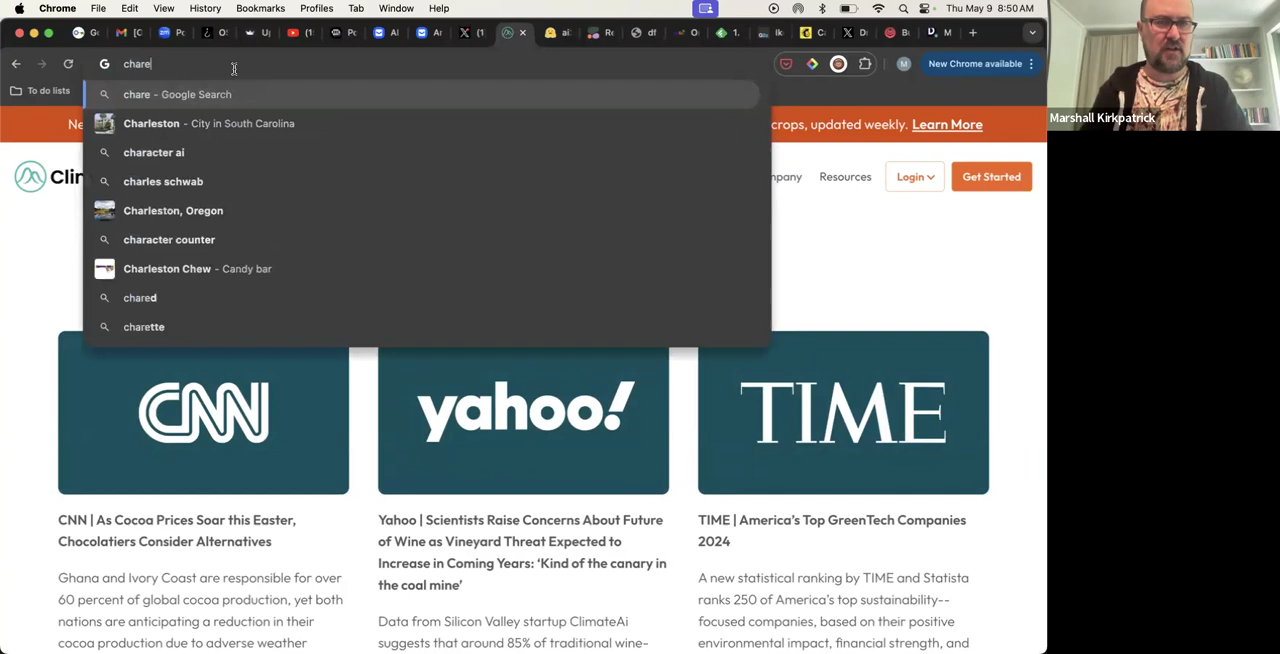 Chrome File Edit View History Bookmarks Profiles Tab Window Help Thu May 9 8:50 AM
chare
New Chrome available
To do lists
chare - Google Search
Charleston - City in South Carolina
character ai
charles schwab
Charleston, Oregon
character counter
Charleston Chew - Candy bar
chared
charette
Ne
crops, updated weekly. Learn More
Clim
mpany Resources Login Get Started
Marshall Kirkpatrick
CNN
yahoo!
TIME
CNN | As Cocoa Prices Soar this Easter,
Chocolatiers Consider Alternatives
Ghana and Ivory Coast are responsible for over
60 percent of global cocoa production, yet both
nations are anticipating a reduction in their
cocoa production due to adverse weather
Yahoo | Scientists Raise Concerns About Future
of Wine as Vineyard Threat Expected to
Increase in Coming Years: ‘Kind of the canary in
the coal mine’
Data from Silicon Valley startup ClimateAi
suggests that around 85% of traditional wine-
TIME | America’s Top GreenTech Companies
2024
A new statistical ranking by TIME and Statista
ranks 250 of America’s top sustainability--
focused companies, based on their positive
environmental impact, financial strength, and